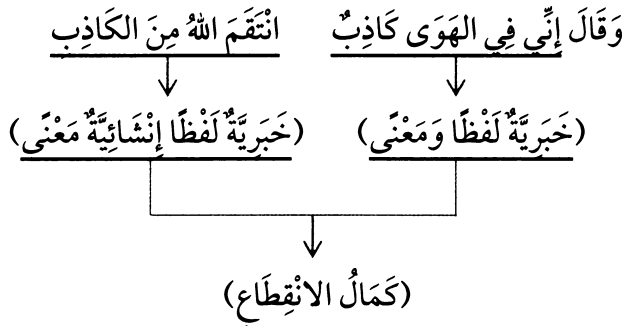 وَقَالَ إِنِّي فِي الهَوَى كَاذِبٌ انْتَقَمَ اللهُ مِنَ الكَاذِبِ
(خَبَرِيَّةٌ لَفْظًا وَمَعْنًى) (خَبَرِيَّةٌ لَفْظًا إِنْشَائِيَّةٌ مَعْنًى)
(كَمَالُ الانْقِطَاعِ)